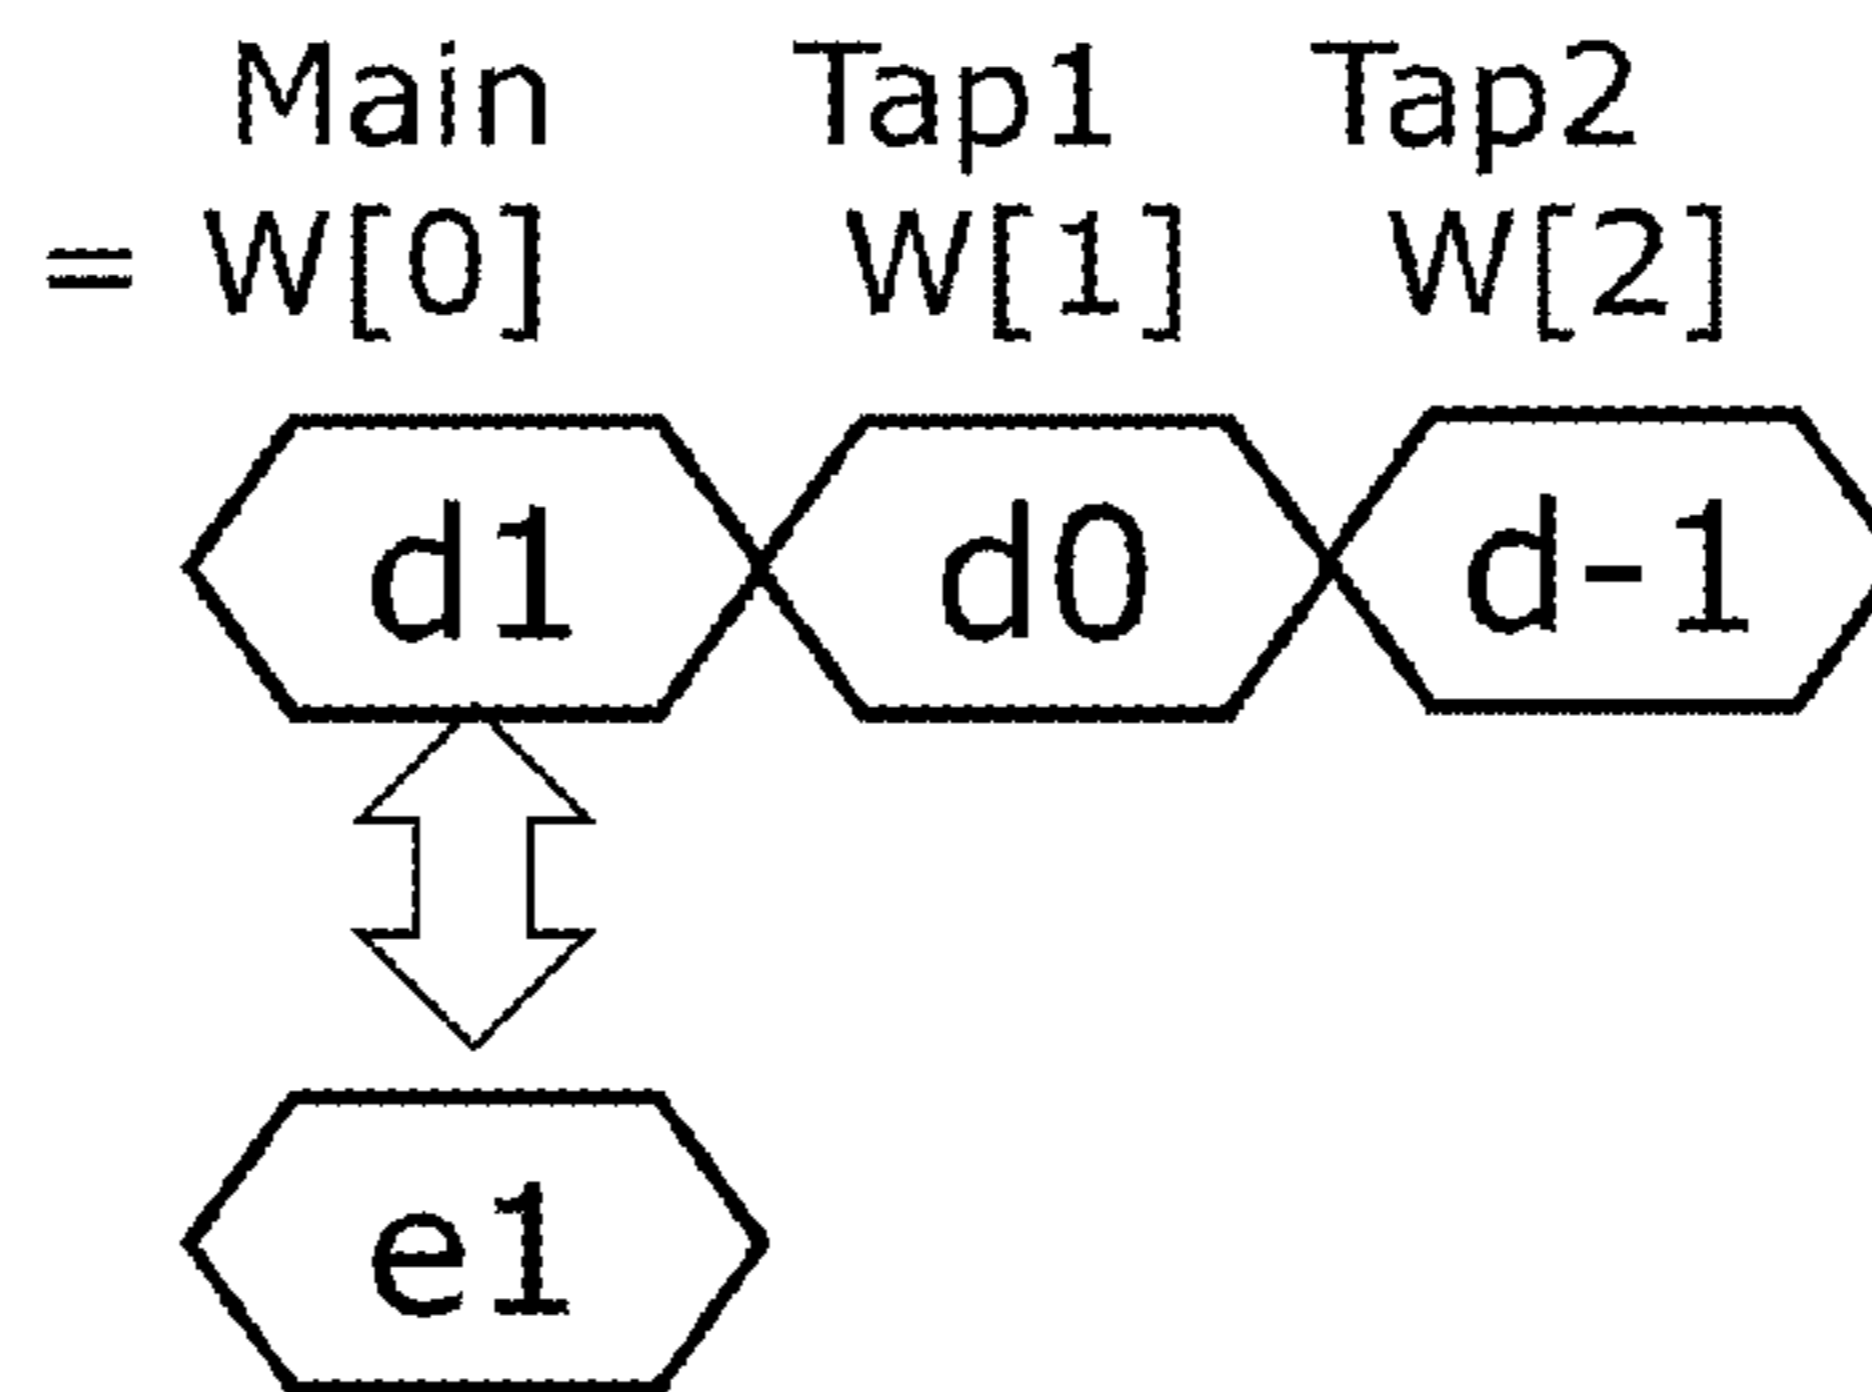 Main Tap1 Tap2
= W[0] W[1] W[2]
d1 d0 d-1
e1